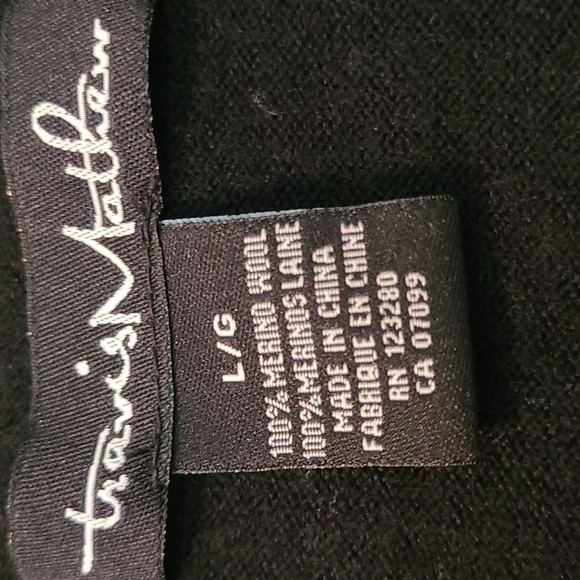 travisMathew
L/G
100% MERINO WOOL
100% MERINOS LAINE
MADE IN CHINA
FABRIQUE EN CHINE
RN 123280
CA 07099